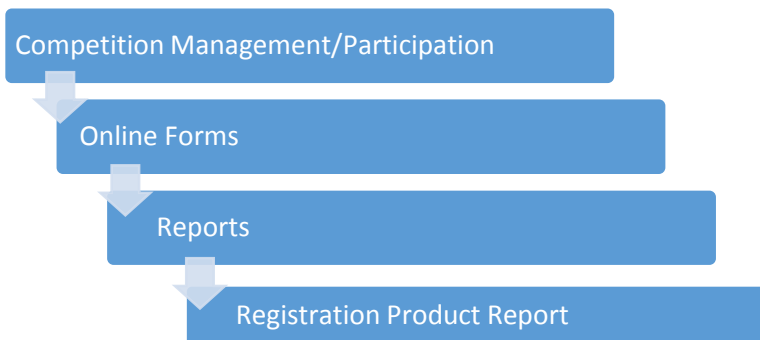 Competition Management/Participation
Online Forms
Reports
Registration Product Report